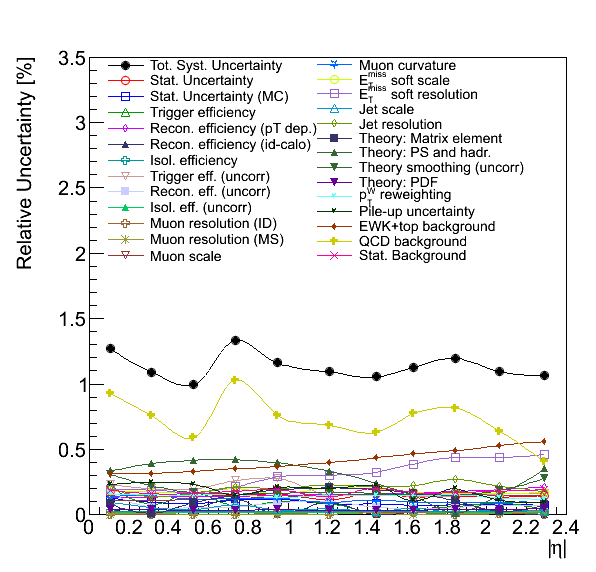 Relative Uncertainty [%]
3.5
3
2.5
2
1.5
1
0.5
0
Tot. Syst. Uncertainty
Stat. Uncertainty
Stat. Uncertainty (MC)
Trigger efficiency
Recon. efficiency (pT dep.)
Recon. efficiency (id-calo)
Isol. efficiency
Trigger eff. (uncorr)
Recon. eff. (uncorr)
Isol. eff. (uncorr)
Muon resolution (ID)
Muon resolution (MS)
Muon scale
Muon curvature
E_T^miss soft scale
E_T^miss soft resolution
Jet scale
Jet resolution
Theory: Matrix element
Theory: PS and hadr.
Theory smoothing (uncorr)
Theory: PDF
p_T^W reweighting
Pile-up uncertainty
EWK+top background
QCD background
Stat. Background
0 0.2 0.4 0.6 0.8 1 1.2 1.4 1.6 1.8 2 2.2 2.4
|η|